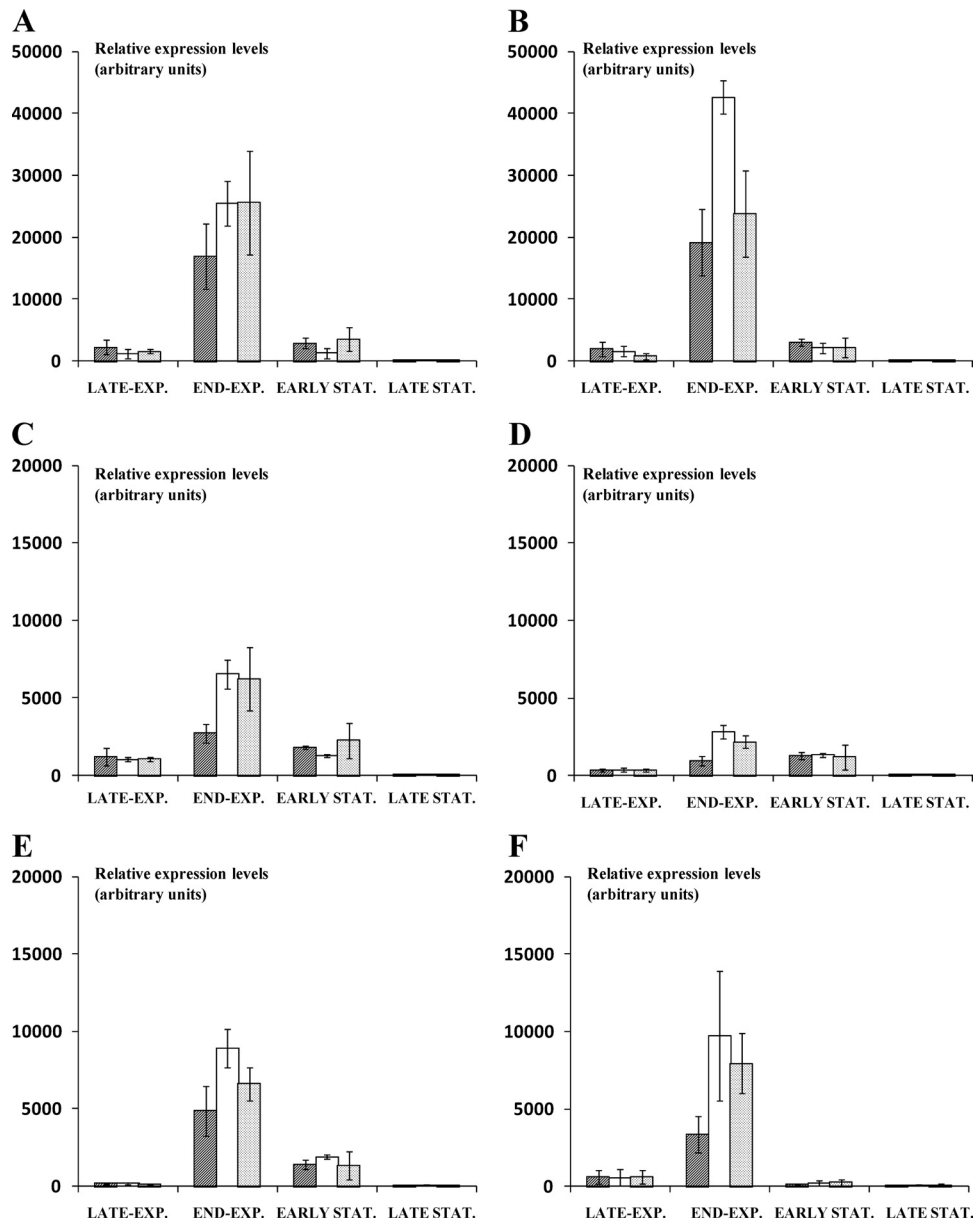 A
Relative expression levels
(arbitrary units)
50000
40000
30000
20000
10000
0
LATE-EXP. END-EXP. EARLY STAT. LATE STAT.
B
Relative expression levels
(arbitrary units)
50000
40000
30000
20000
10000
0
LATE-EXP. END-EXP. EARLY STAT. LATE STAT.
C
Relative expression levels
(arbitrary units)
20000
15000
10000
5000
0
LATE-EXP. END-EXP. EARLY STAT. LATE STAT.
D
Relative expression levels
(arbitrary units)
20000
15000
10000
5000
0
LATE-EXP. END-EXP. EARLY STAT. LATE STAT.
E
Relative expression levels
(arbitrary units)
20000
15000
10000
5000
0
LATE-EXP. END-EXP. EARLY STAT. LATE STAT.
F
Relative expression levels
(arbitrary units)
20000
15000
10000
5000
0
LATE-EXP. END-EXP. EARLY STAT. LATE STAT.